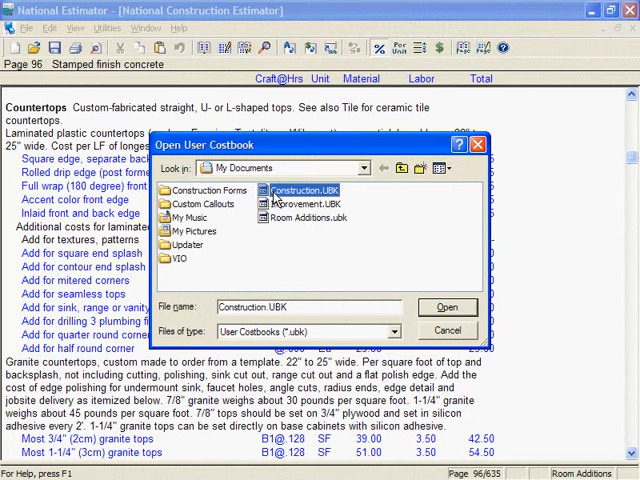 National Estimator - [National Construction Estimator]
File Edit View Utilities Window Help
% Per Unit $
Page 96 Stamped finish concrete
Craft@Hrs Unit Material Labor Total
Countertops Custom-fabricated straight, U- or L-shaped tops. See also Tile for ceramic tile
countertops.
Laminated plastic countertops
25" wide. Cost per LF of longes
Square edge, separate back
Rolled drip edge (post forme
Full wrap (180 degree) front
Accent color front edge
Inlaid front and back edge
Additional costs for laminated
Add for textures, patterns
Add for square end splash
Add for contour end splash
Add for mitered corners
Add for seamless tops
Add for sink, range or vanity
Add for drilling 3 plumbing
Add for quarter round corner
Add for half round corner
Open User Costbook
Look in: My Documents
Construction Forms
Custom Callouts
My Music
My Pictures
Updater
VIO
Construction.UBK
Improvement.UBK
Room Additions.ubk
File name: Construction.UBK Open
Files of type: User Costbooks (*.ubk) Cancel
Granite countertops, custom made to order from a template. 22" to 25" wide. Per square foot of top and
backsplash, not including cutting, polishing, sink cut out, range cut out and a flat polish edge. Add the
cost of edge polishing for undermount sink, faucet holes, angle cuts, radius ends, edge detail and
jobsite delivery as itemized below. 7/8" granite weighs about 30 pounds per square foot. 1-1/4" granite
weighs about 45 pounds per square foot. 7/8" tops should be set on 3/4" plywood and set in silicon
adhesive every 2'. 1-1/4" granite tops can be set directly on base cabinets with silicon adhesive.
Most 3/4" (2cm) granite tops B1@.128 SF 39.00 3.50 42.50
Most 1-1/4" (3cm) granite tops B1@.128 SF 51.00 3.50 54.50
For Help, press F1 Page 96/635 Room Additions